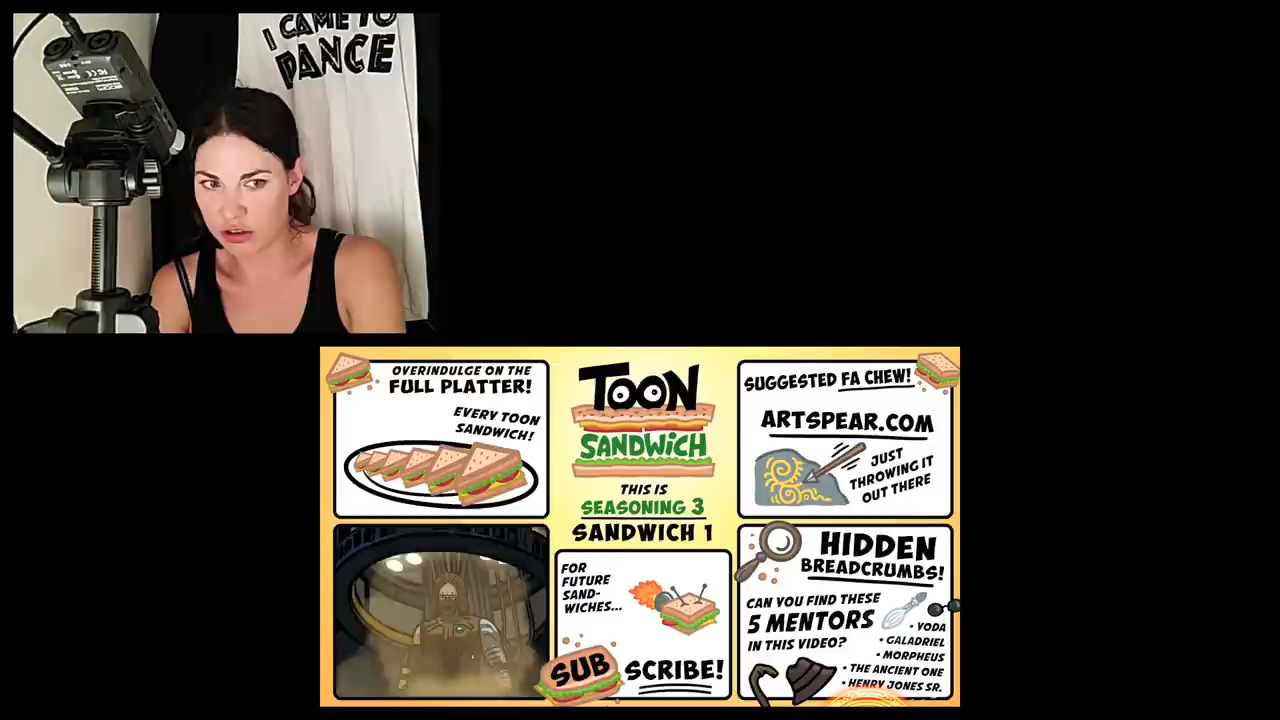 I CAME TO
DANCE
OVERINDULGE ON THE
FULL PLATTER!
EVERY TOON
SANDWICH!
TOON
SANDWICH
THIS IS
SEASONING 3
SANDWICH 1
SUGGESTED FA CHEW!
ARTSPEAR.COM
JUST
THROWING IT
OUT THERE
FOR
FUTURE
SAND-
WICHES...
SUB
SCRIBE!
HIDDEN
BREADCRUMBS!
CAN YOU FIND THESE
5 MENTORS
IN THIS VIDEO?
• YODA
• GALADRIEL
• MORPHEUS
• THE ANCIENT ONE
• HENRY JONES SR.